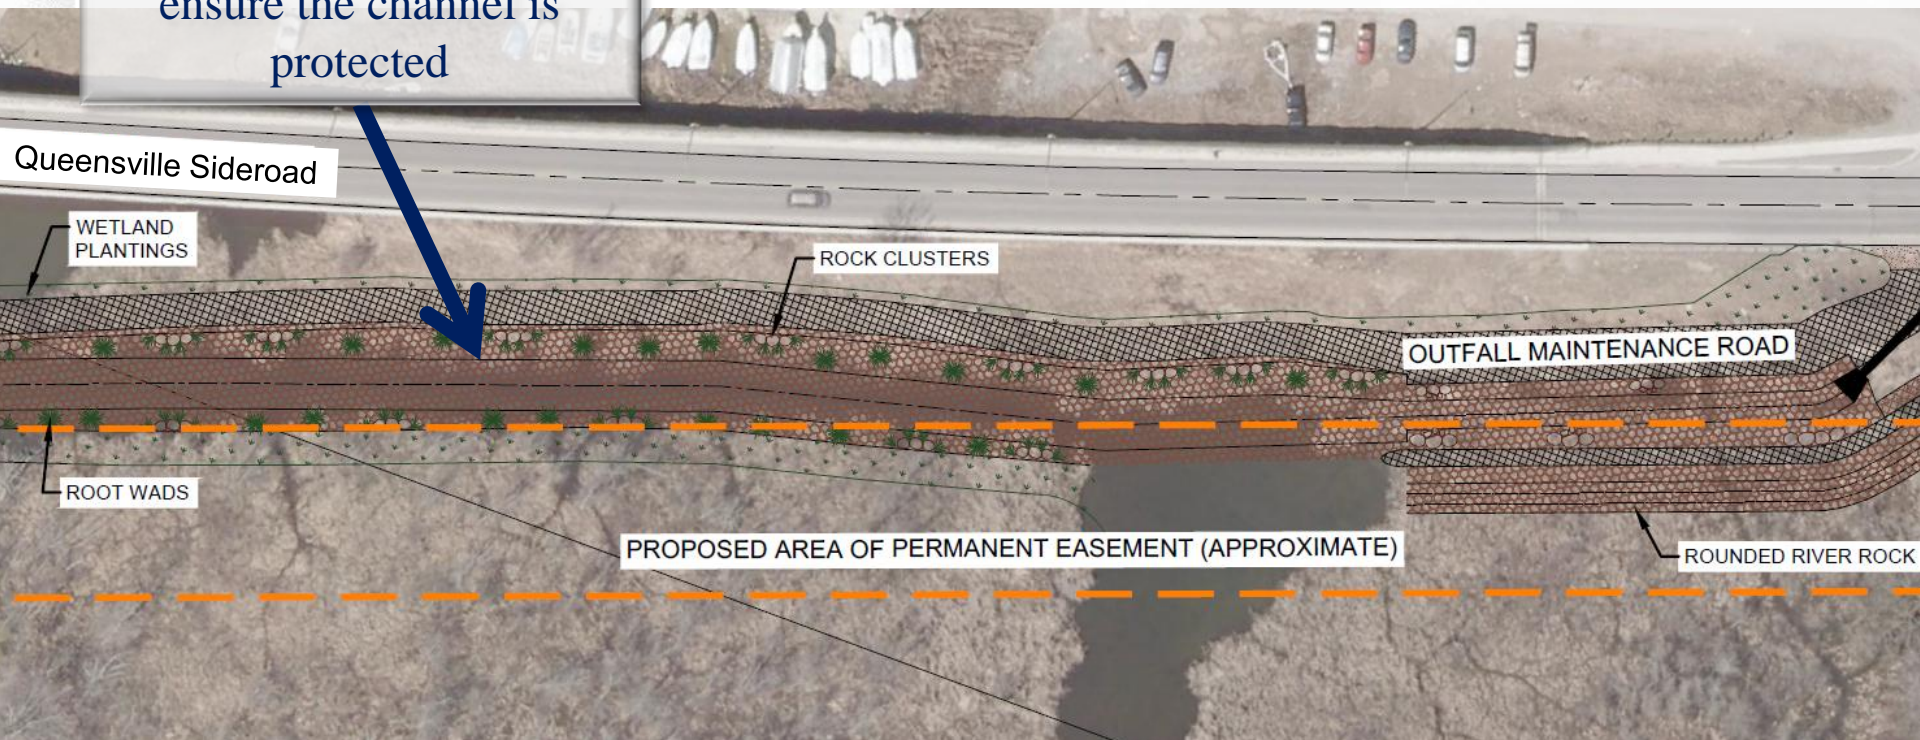 ensure the channel is
protected
Queensville Sideroad
WETLAND
PLANTINGS
ROCK CLUSTERS
OUTFALL MAINTENANCE ROAD
ROOT WADS
PROPOSED AREA OF PERMANENT EASEMENT (APPROXIMATE)
ROUNDED RIVER ROCK